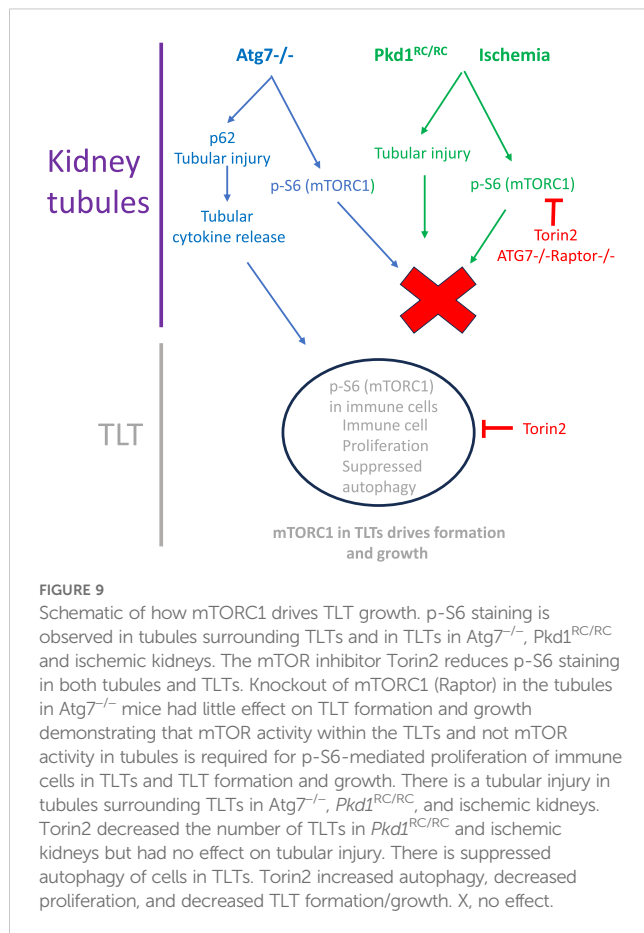 Atg7-/-
Pkd1RC/RC
Ischemia
Kidney
tubules
p62
Tubular injury
p-S6 (mTORC1)
Tubular
cytokine release
Tubular injury
p-S6 (mTORC1)
Torin2
ATG7-/-Raptor-/-
TLT
p-S6 (mTORC1)
in immune cells
Immune cell
Proliferation
Suppressed
autophagy
Torin2
mTORC1 in TLTs drives formation
and growth
FIGURE 9
Schematic of how mTORC1 drives TLT growth. p-S6 staining is
observed in tubules surrounding TLTs and in TLTs in Atg7−/−, Pkd1RC/RC
and ischemic kidneys. The mTOR inhibitor Torin2 reduces p-S6 staining
in both tubules and TLTs. Knockout of mTORC1 (Raptor) in the tubules
in Atg7−/− mice had little effect on TLT formation and growth
demonstrating that mTOR activity within the TLTs and not mTOR
activity in tubules is required for p-S6-mediated proliferation of immune
cells in TLTs and TLT formation and growth. There is a tubular injury in
tubules surrounding TLTs in Atg7−/−, Pkd1RC/RC, and ischemic kidneys.
Torin2 decreased the number of TLTs in Pkd1RC/RC and ischemic
kidneys but had no effect on tubular injury. There is suppressed
autophagy of cells in TLTs. Torin2 increased autophagy, decreased
proliferation, and decreased TLT formation/growth. X, no effect.